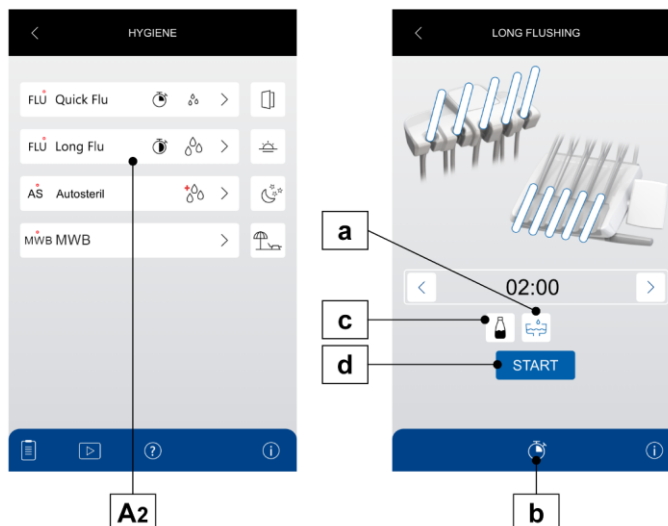 HYGIENE
FLU Quick Flu
FLU Long Flu
AS Autosteril
MWB MWB
A2
LONG FLUSHING
a
02:00
c
d
START
b